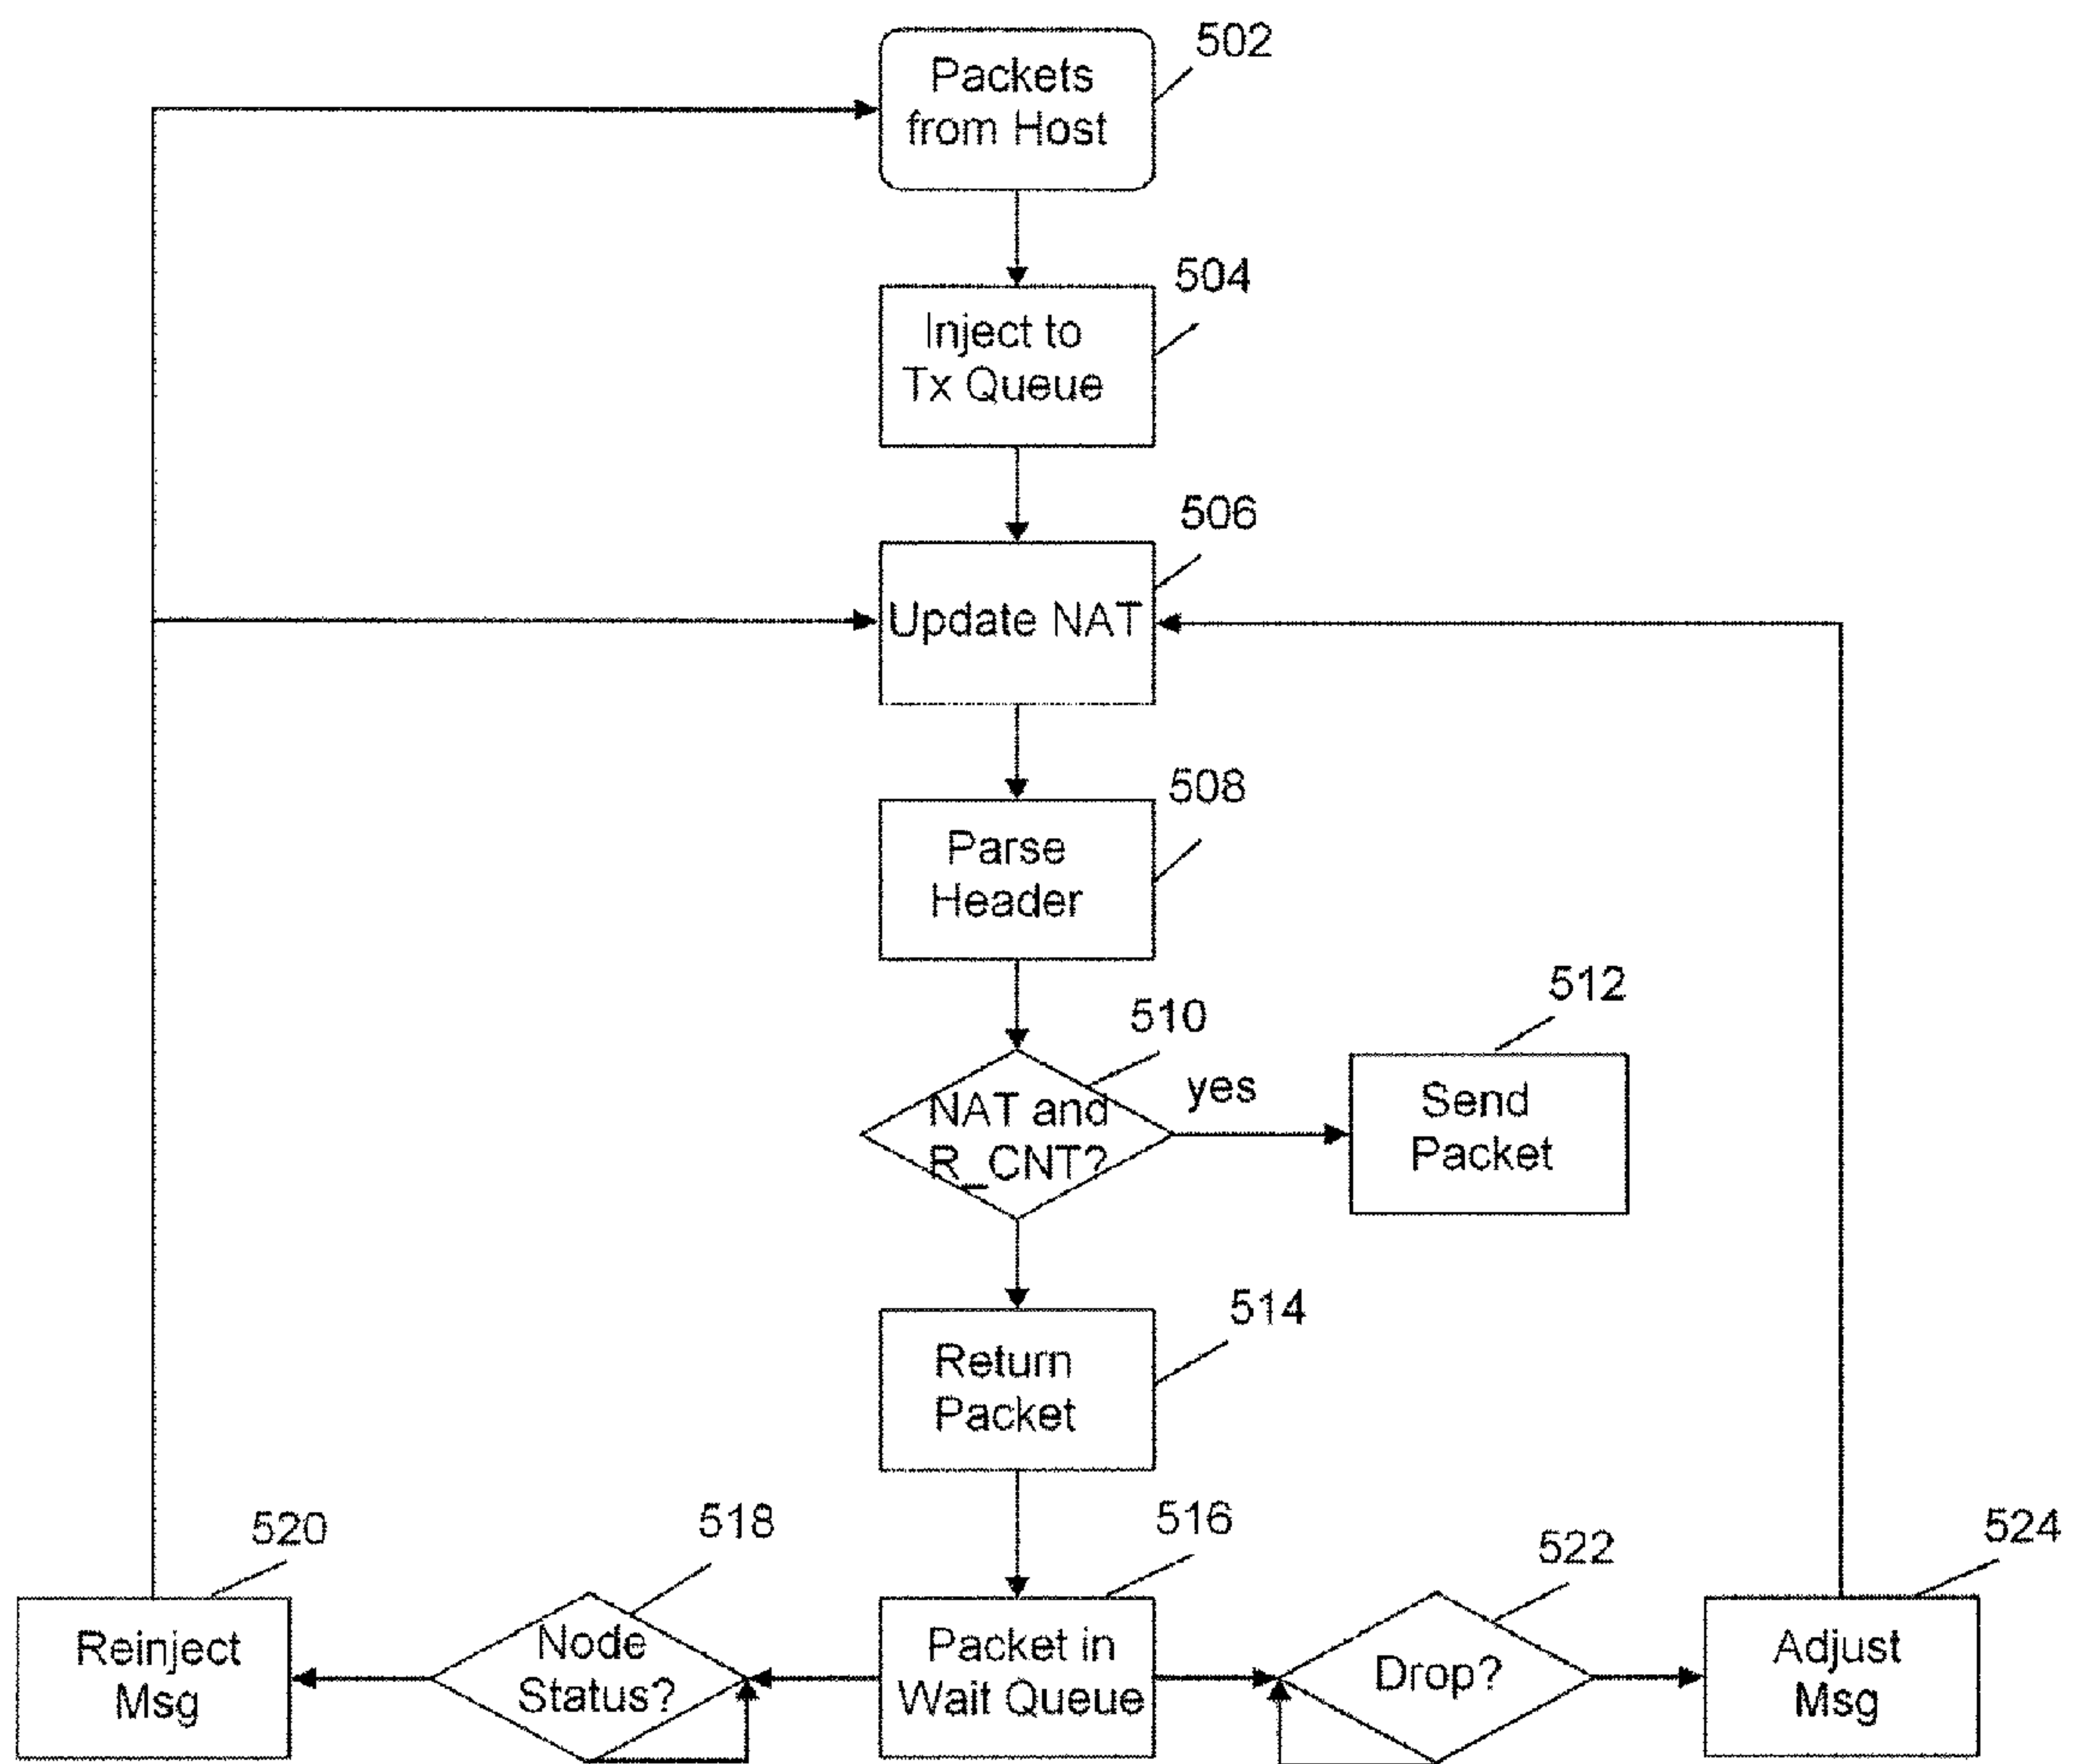 502
Packets
from Host
504
Inject to
Tx Queue
506
Update NAT
508
Parse
Header
510
NAT and
R_CNT?
yes
512
Send
Packet
514
Return
Packet
520
Reinject
Msg
518
Node
Status?
516
Packet in
Wait Queue
522
Drop?
524
Adjust
Msg